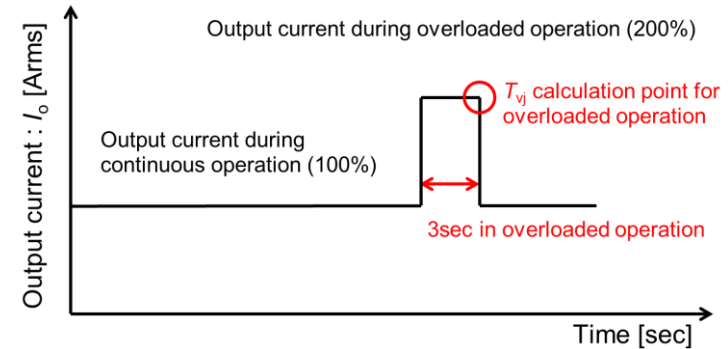 Output current during overloaded operation (200%)
Tvj calculation point for
overloaded operation
Output current during
continuous operation (100%)
3sec in overloaded operation
Output current : Io [Arms]
Time [sec]